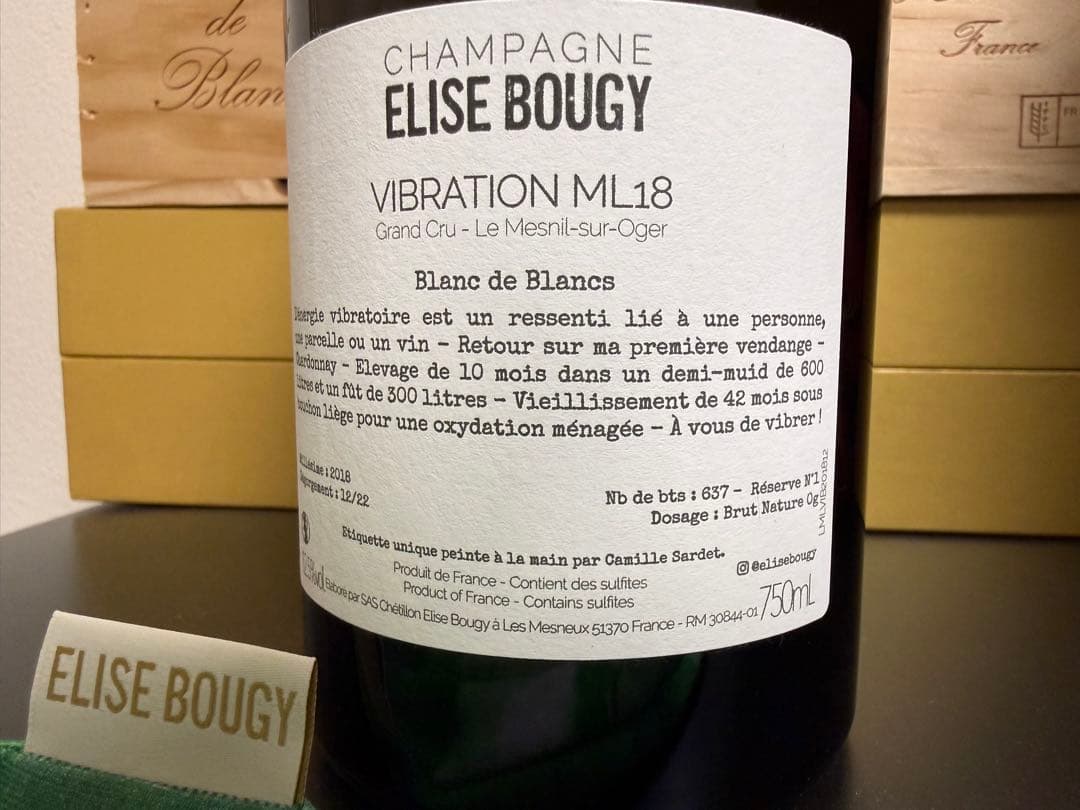 de
Blan
France
FR
CHAMPAGNE
ELISE BOUGY
VIBRATION ML18
Grand Cru - Le Mesnil-sur-Oger
Blanc de Blancs
L'énergie vibratoire est un ressenti lié à une personne,
une parcelle ou un vin – Retour sur ma première vendange –
Chardonnay – Elevage de 10 mois dans un demi-muid de 600
litres et un fût de 300 litres – Vieillissement de 42 mois sous
bouchon liège pour une oxydation ménagée – À vous de vibrer !
Millésime : 2018
Dégorgement : 12/22
Nb de bts : 637 – Réserve N°1
Dosage : Brut Nature 0g
LMLVIB201812
Etiquette unique peinte à la main par Camille Sardet.
@elisebougy
Produit de France - Contient des sulfites
Product of France - Contains sulfites
Elaboré par SAS Chétillon Elise Bougy à Les Mesneux 51370 France - RM 30844-01
750mL
ELISE BOUGY